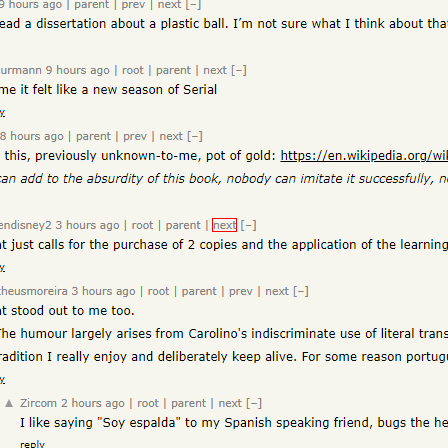 9 hours ago | parent | prev | next [–]
ead a dissertation about a plastic ball. I'm not sure what I think about tha
urmann 9 hours ago | root | parent | next [–]
me it felt like a new season of Serial
y
8 hours ago | parent | prev | next [–]
this, previously unknown-to-me, pot of gold: https://en.wikipedia.org/wi
an add to the absurdity of this book, nobody can imitate it successfully, n
endisney2 3 hours ago | root | parent | next [–]
t just calls for the purchase of 2 copies and the application of the learning
y
heusmoreira 3 hours ago | root | parent | prev | next [–]
t stood out to me too.
The humour largely arises from Carolino's indiscriminate use of literal trans
radition I really enjoy and deliberately keep alive. For some reason portug
y
▲ Zircom 2 hours ago | root | parent | next [–]
I like saying "Soy espalda" to my Spanish speaking friend, bugs the he
reply